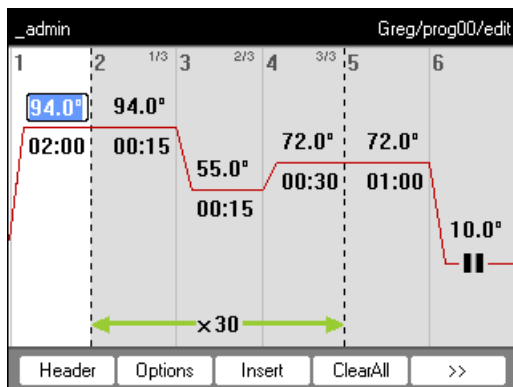 _admin Greg/prog00/edit
1 2 1/3 3 2/3 4 3/3 5 6
94.0° 94.0°
02:00 00:15
72.0° 72.0°
55.0°
00:30 01:00
00:15
10.0°
×30
Header Options Insert ClearAll >>